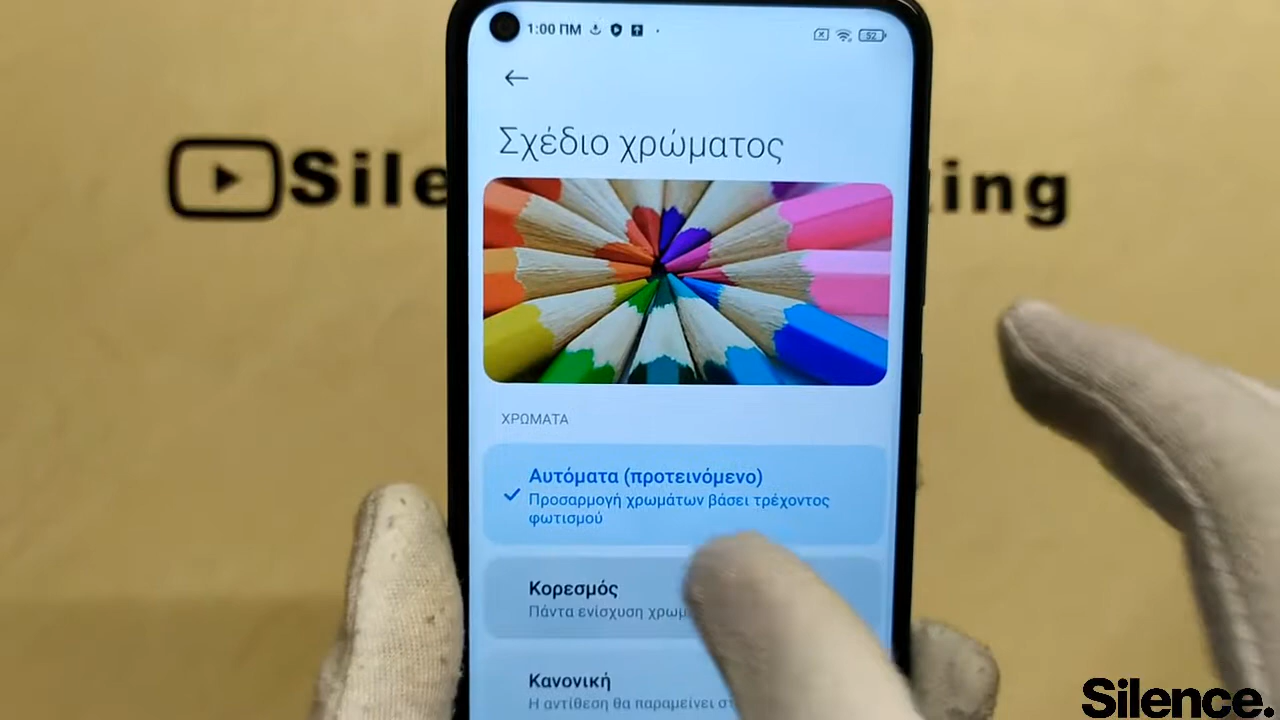 1:00 ΠΜ
52
Σχέδιο χρώματος
Sile
ing
ΧΡΩΜΑΤΑ
Αυτόματα (προτεινόμενο)
Προσαρμογή χρωμάτων βάσει τρέχοντος
φωτισμού
Κορεσμός
Πάντα ενίσχυση
Κανονική
Η αντίθεση θα παραμείνει
Silence.